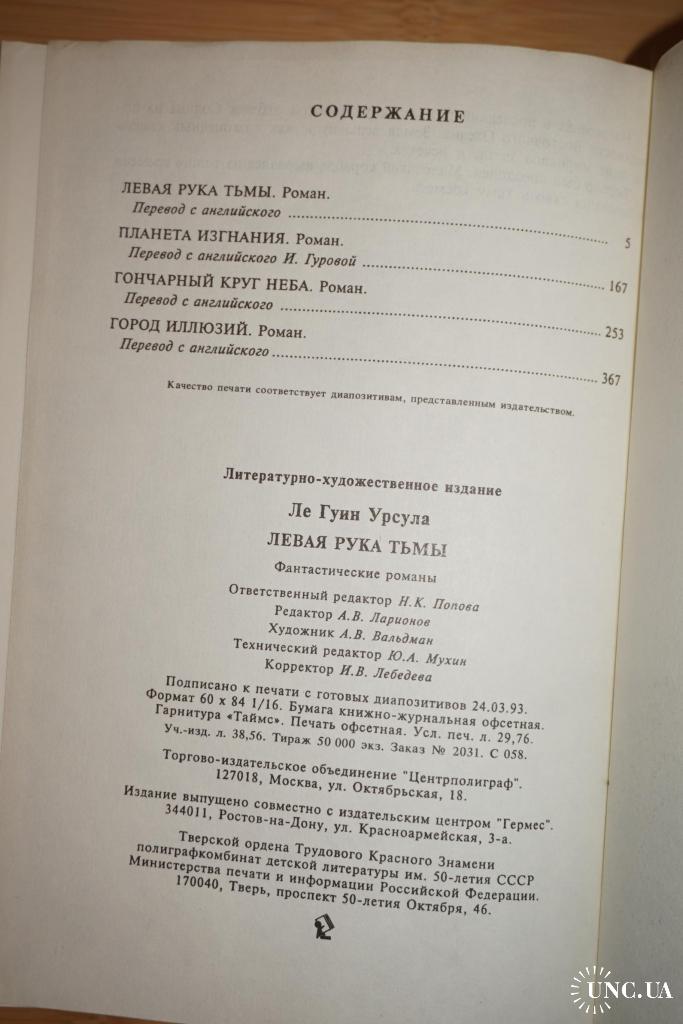 СОДЕРЖАНИЕ
ЛЕВАЯ РУКА ТЬМЫ. Роман.
Перевод с английского ........ 5
ПЛАНЕТА ИЗГНАНИЯ. Роман.
Перевод с английского И. Гуровой ........ 167
ГОНЧАРНЫЙ КРУГ НЕБА. Роман.
Перевод с английского ........ 253
ГОРОД ИЛЛЮЗИЙ. Роман.
Перевод с английского ........ 367
Качество печати соответствует диапозитивам, представленным издательством.
Литературно-художественное издание
Ле Гуин Урсула
ЛЕВАЯ РУКА ТЬМЫ
Фантастические романы
Ответственный редактор Н.К. Попова
Редактор А.В. Ларионов
Художник А.В. Вальдман
Технический редактор Ю.А. Мухин
Корректор И.В. Лебедева
Подписано к печати с готовых диапозитивов 24.03.93.
Формат 60 x 84 1/16. Бумага книжно-журнальная офсетная.
Гарнитура «Таймс». Печать офсетная. Усл. печ. л. 29,76.
Уч.-изд. л. 38,56. Тираж 50 000 экз. Заказ № 2031. С 058.
Торгово-издательское объединение "Центрполиграф".
127018, Москва, ул. Октябрьская, 18.
Издание выпущено совместно с издательским центром "Гермес".
344011, Ростов-на-Дону, ул. Красноармейская, 3-а.
Тверской ордена Трудового Красного Знамени
полиграфкомбинат детской литературы им. 50-летия СССР
Министерства печати и информации Российской Федерации.
170040, Тверь, проспект 50-летия Октября, 46.
UNC.UA